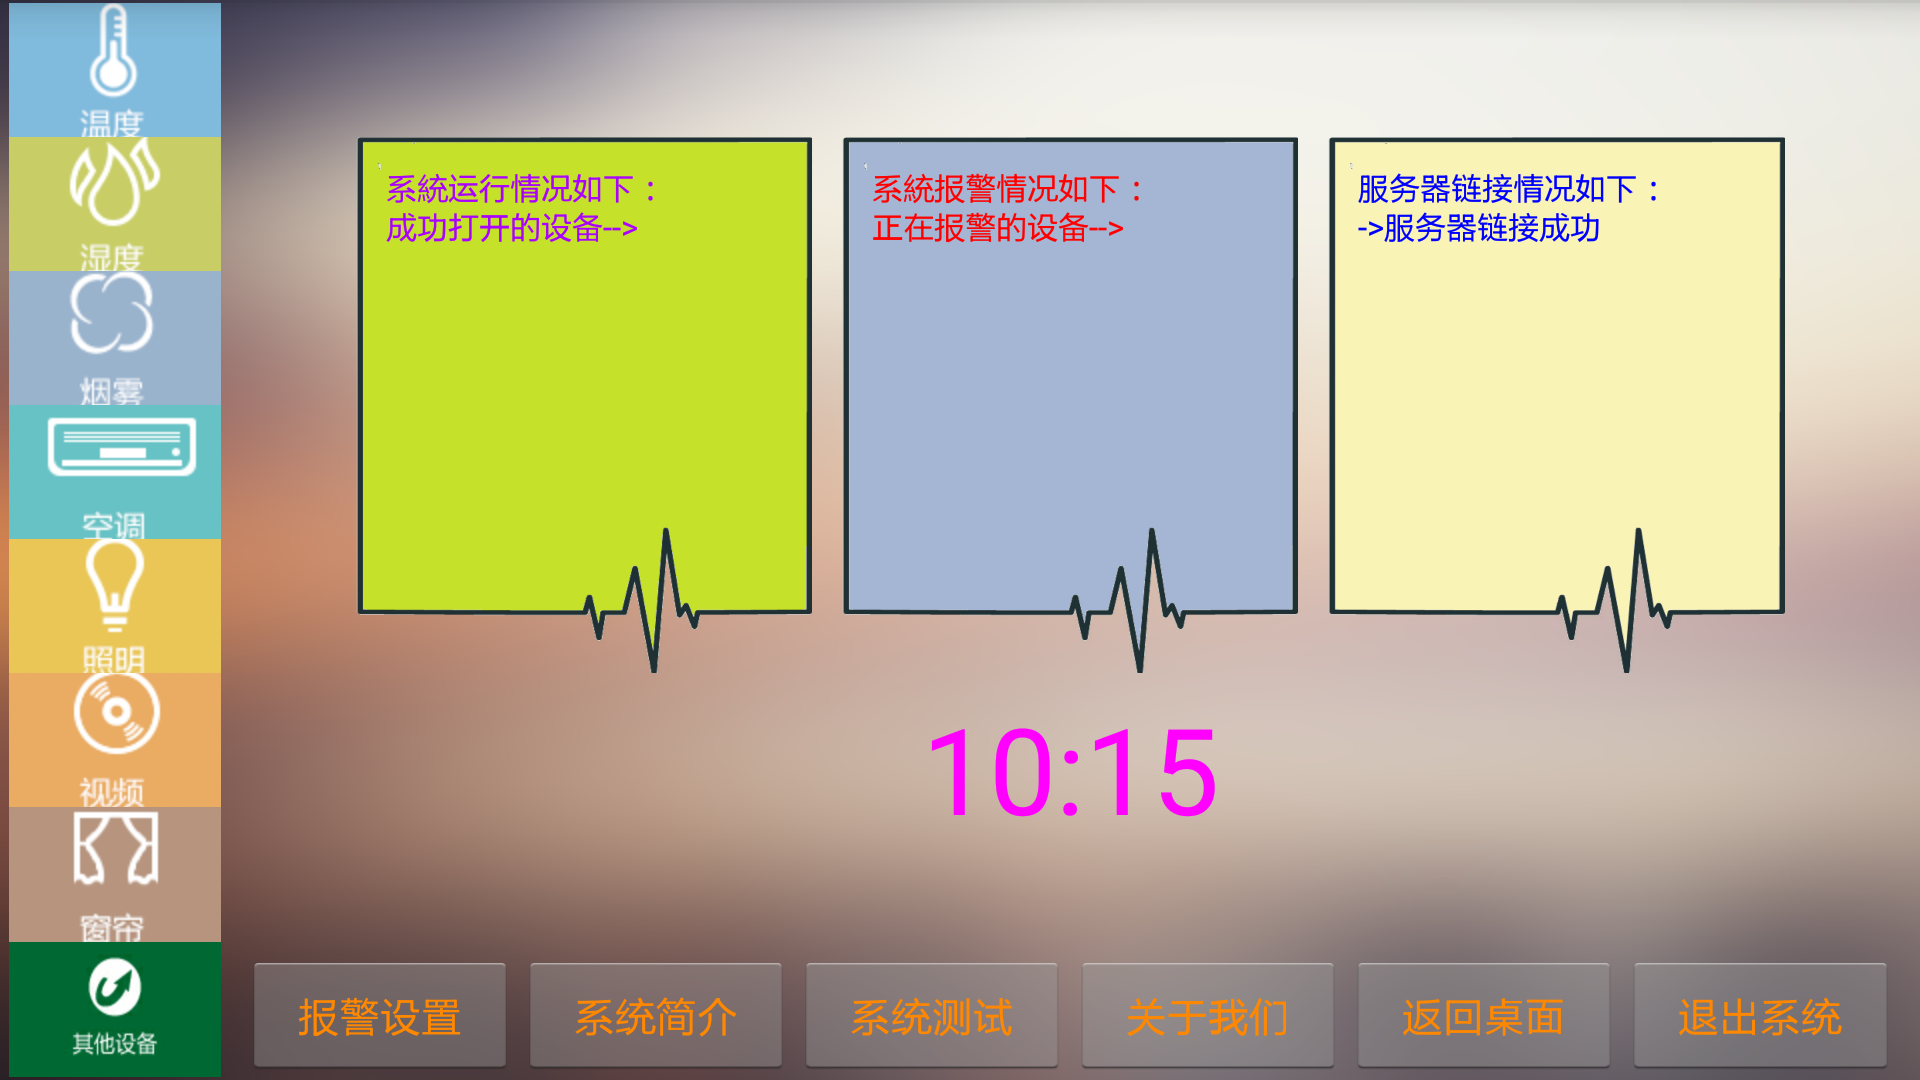 温度
湿度
烟雾
空调
照明
视频
窗帘
其他设备
系統运行情况如下：
成功打开的设备-->
系统报警情况如下：
正在报警的设备-->
服务器链接情况如下：
->服务器链接成功
10:15
报警设置
系统简介
系统测试
关于我们
返回桌面
退出系统